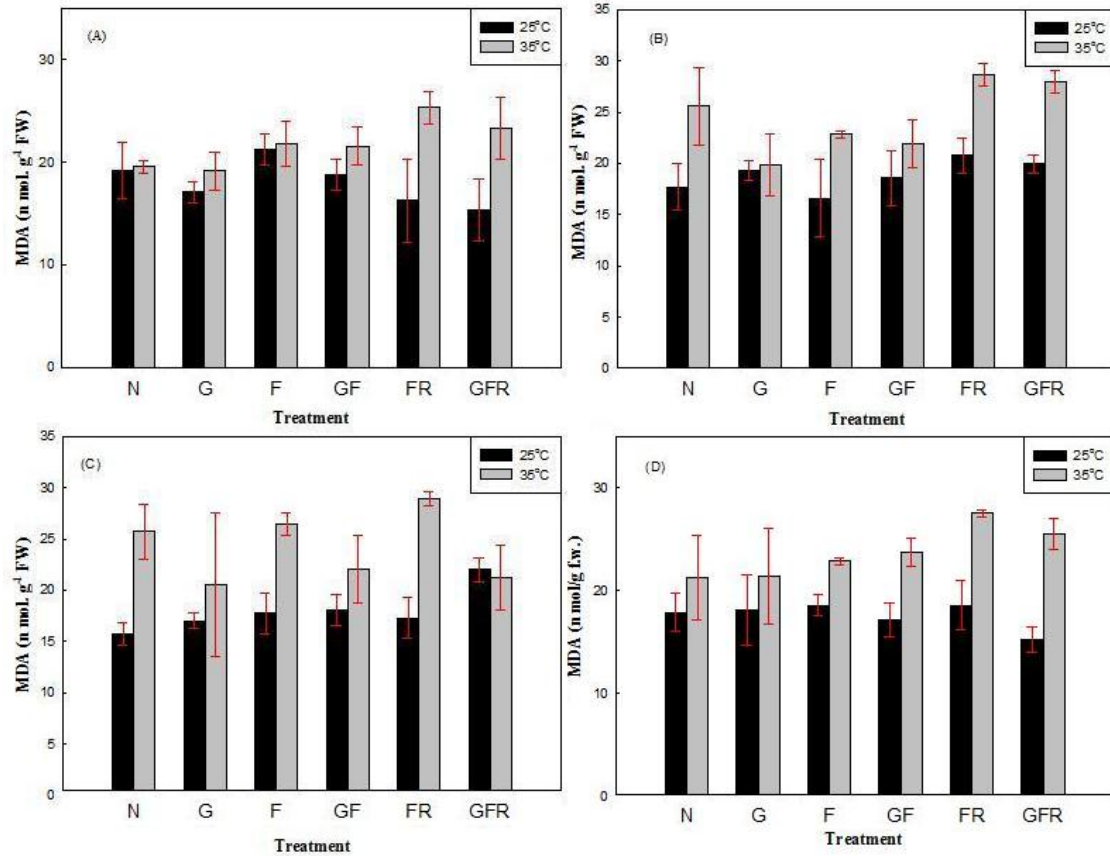 (A)
25°C
35°C
MDA (n mol. g-1 FW)
30
20
10
0
N G F GF FR GFR
Treatment
(B)
25°C
35°C
MDA (n mol. g-1 FW)
35
30
25
20
15
10
5
0
N G F GF FR GFR
Treatment
(C)
25°C
35°C
MDA (n mol. g-1 FW)
35
30
25
20
15
10
5
0
N G F GF FR GFR
Treatment
(D)
25°C
35°C
MDA (n mol/g f.w.)
30
20
10
0
N G F GF FR GFR
Treatment